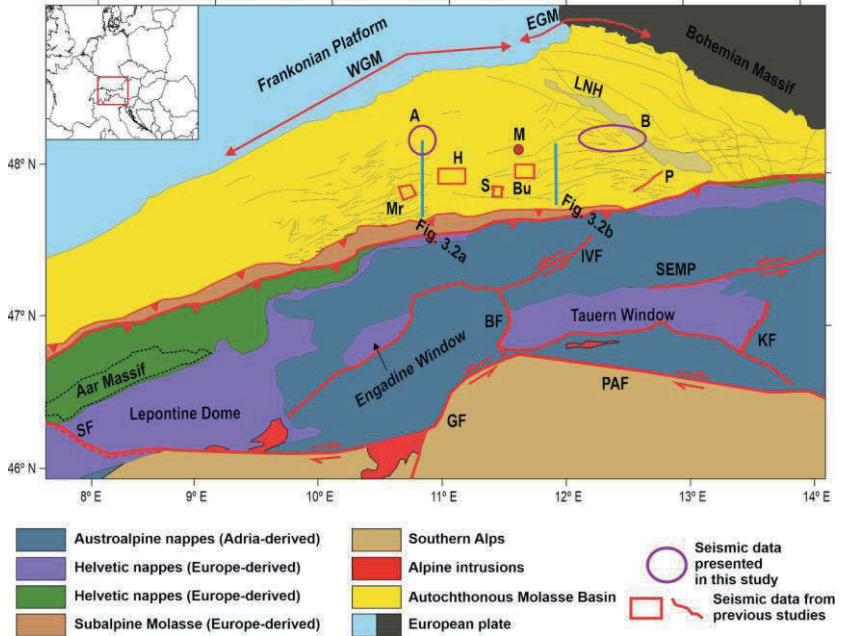 EGM
Frankonian Platform
WGM
Bohemian Massif
LNH
A
B
M
48° N
H
P
S
Bu
Mr
Fig. 3.2a
Fig. 3.2b
IVF
SEMP
47° N
BF
Tauern Window
Engadine Window
KF
Aar Massif
PAF
Lepontine Dome
SF
GF
46° N
8° E
9° E
10° E
11° E
12° E
13° E
14° E
Austroalpine nappes (Adria-derived)
Helvetic nappes (Europe-derived)
Helvetic nappes (Europe-derived)
Subalpine Molasse (Europe-derived)
Southern Alps
Alpine intrusions
Autochthonous Molasse Basin
European plate
Seismic data
presented
in this study
Seismic data from
previous studies